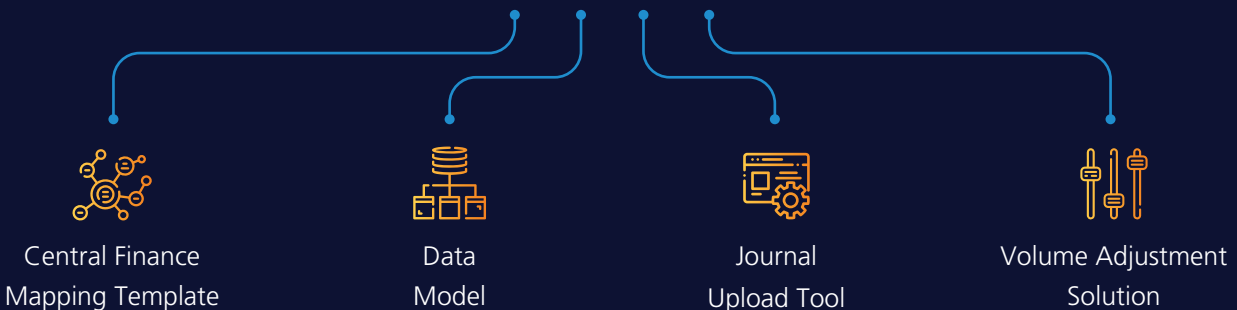 Central Finance
Mapping Template
Data
Model
Journal
Upload Tool
Volume Adjustment
Solution